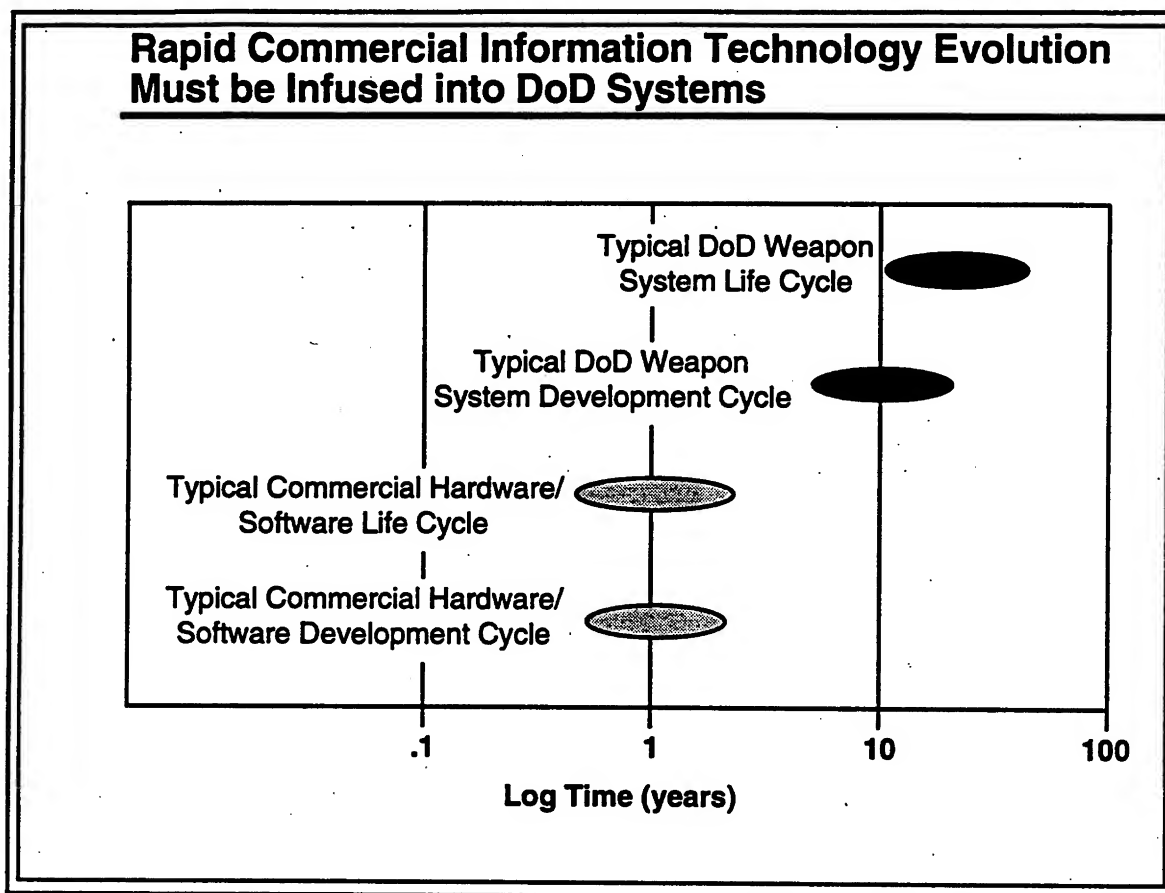 Rapid Commercial Information Technology Evolution
Must be Infused into DoD Systems
Typical DoD Weapon
System Life Cycle
Typical DoD Weapon
System Development Cycle
Typical Commercial Hardware/
Software Life Cycle
Typical Commercial Hardware/
Software Development Cycle
.1 1 10 100
Log Time (years)